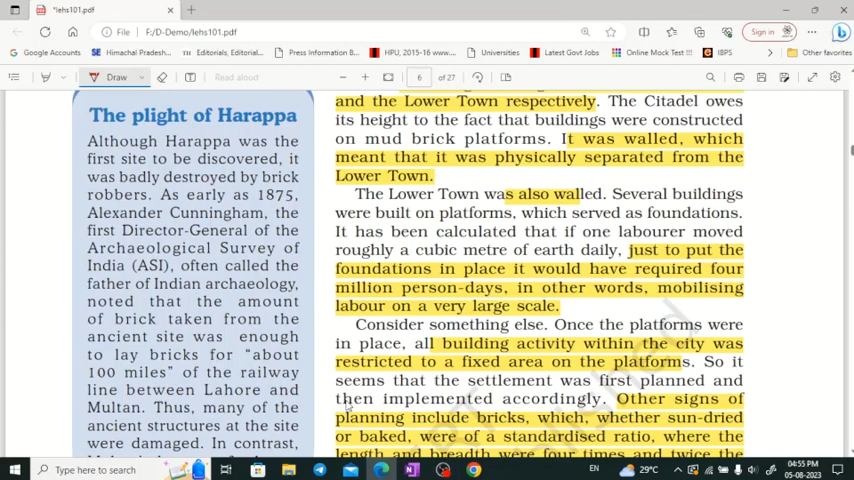 *lehs101.pdf
File
F:/D-Demo/lehs101.pdf
Sign in
Google
Himachal Pradesh...
Editorials, Editorial...
Press Information B...
HPU, 2015-16 www....
Universities
Latest Govt Jobs
Online Mock Test
IBPS
Other favorites
Draw
Read aloud
6
of 27
The plight of Harappa
Although Harappa was the
first site to be discovered, it
was badly destroyed by brick
robbers. As early as 1875,
Alexander Cunningham, the
first Director-General of the
Archaeological Survey of
India (ASI), often called the
father of Indian archaeology,
noted that the amount
of brick taken from the
ancient site was enough
to lay bricks for “about
100 miles” of the railway
line between Lahore and
Multan. Thus, many of the
ancient structures at the site
were damaged. In contrast,
and the Lower Town respectively. The Citadel owes
its height to the fact that buildings were constructed
on mud brick platforms. It was walled, which
meant that it was physically separated from the
Lower Town.
The Lower Town was also walled. Several buildings
were built on platforms, which served as foundations.
It has been calculated that if one labourer moved
roughly a cubic metre of earth daily, just to put the
foundations in place it would have required four
million person-days, in other words, mobilising
labour on a very large scale.
Consider something else. Once the platforms were
in place, all building activity within the city was
restricted to a fixed area on the platforms. So it
seems that the settlement was first planned and
then implemented accordingly. Other signs of
planning include bricks, which, whether sun-dried
or baked, were of a standardised ratio, where the
length and breadth were four times and twice the
Type here to search
EN
29°C
04:55 PM
05-08-2023